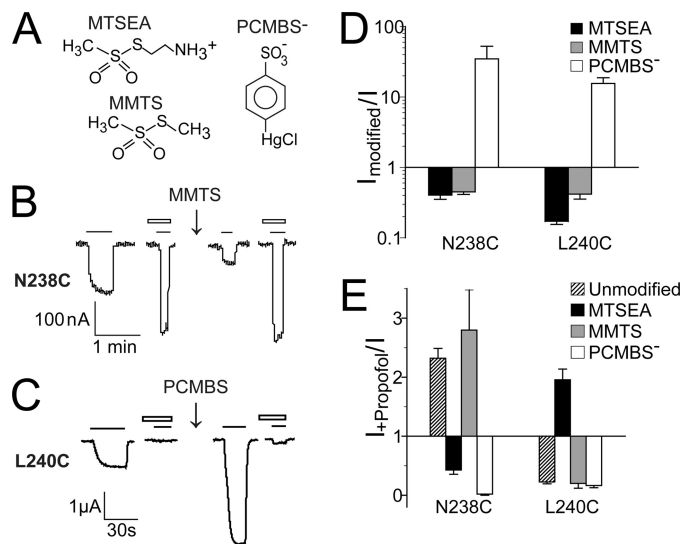 A
MTSEA
H₃C
S
S
NH₃⁺
O
O
PCMBS⁻
SO₃⁻
HgCl
MMTS
H₃C
S
S
CH₃
O
O
B
MMTS
N238C
100 nA
1 min
C
PCMBS
L240C
1µA
30s
D
MTSEA
MMTS
PCMBS⁻
I modified/I
100
10
1
0.1
N238C
L240C
E
Unmodified
MTSEA
MMTS
PCMBS⁻
I +Propofol/I
3
2
1
0
N238C
L240C